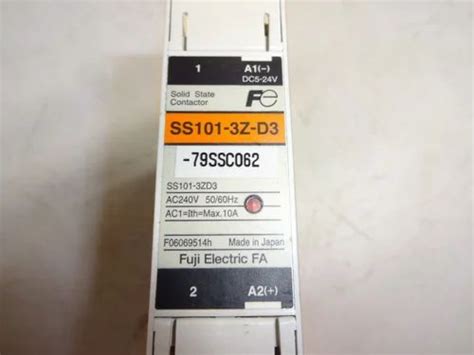 1 A1(-)
DC5-24V
Solid State
Contactor
Fe
SS101-3Z-D3
-79SSC062
SS101-3ZD3
AC240V 50/60Hz
AC1=Ith=Max.10A
F06069514h Made in Japan
Fuji Electric FA
2 A2(+)